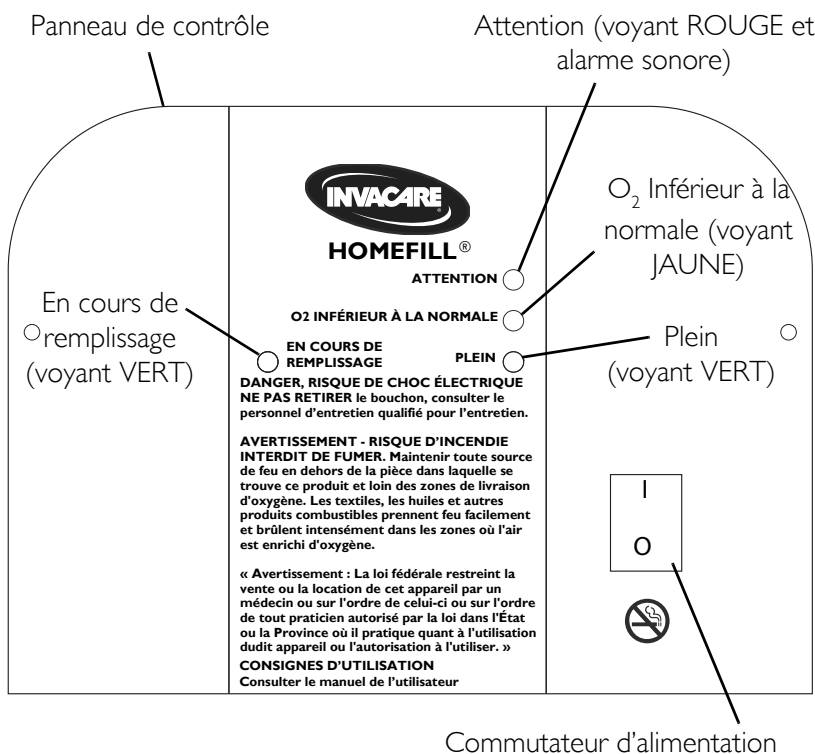 Panneau de contrôle
Attention (voyant ROUGE et
alarme sonore)
INVACARE
HOMEFILL®
ATTENTION
O2 INFÉRIEUR À LA NORMALE
EN COURS DE
REMPLISSAGE
PLEIN
O₂ Inférieur à la
normale (voyant
JAUNE)
En cours de
remplissage
(voyant VERT)
Plein
(voyant VERT)
DANGER, RISQUE DE CHOC ÉLECTRIQUE
NE PAS RETIRER le bouchon, consulter le
personnel d'entretien qualifié pour l'entretien.
AVERTISSEMENT - RISQUE D'INCENDIE
INTERDIT DE FUMER. Maintenir toute source
de feu en dehors de la pièce dans laquelle se
trouve ce produit et loin des zones de livraison
d'oxygène. Les textiles, les huiles et autres
produits combustibles prennent feu facilement
et brûlent intensément dans les zones où l'air
est enrichi d'oxygène.
« Avertissement : La loi fédérale restreint la
vente ou la location de cet appareil par un
médecin ou sur l'ordre de celui-ci ou sur l'ordre
de tout praticien autorisé par la loi dans l'État
ou la Province où il pratique quant à l'utilisation
dudit appareil ou l'autorisation à l'utiliser. »
CONSIGNES D'UTILISATION
Consulter le manuel de l'utilisateur
I
O
Commutateur d'alimentation